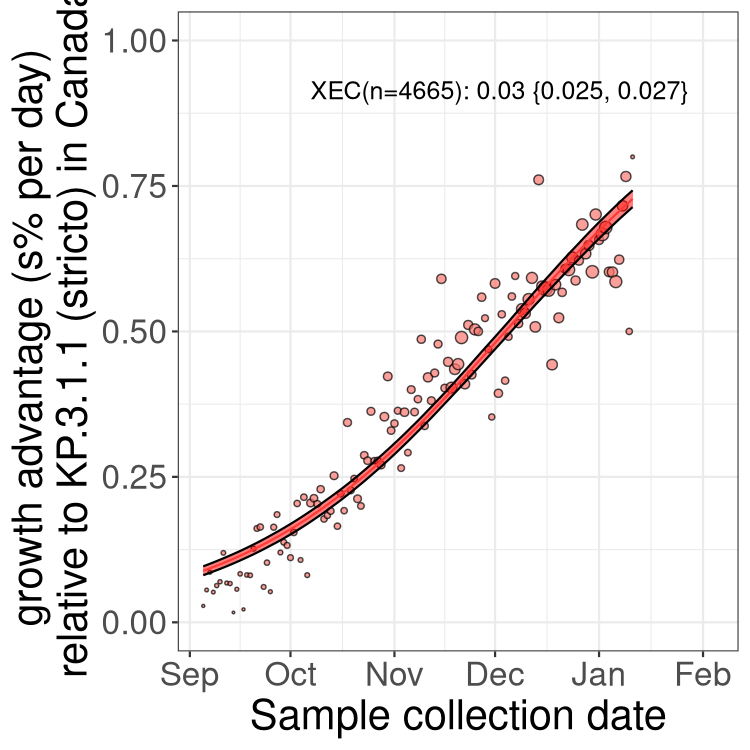 growth advantage (s% per day)
relative to KP.3.1.1 (stricto) in Canada
1.00
XEC(n=4665): 0.03 {0.025, 0.027}
0.75
0.50
0.25
0.00
Sep Oct Nov Dec Jan Feb
Sample collection date